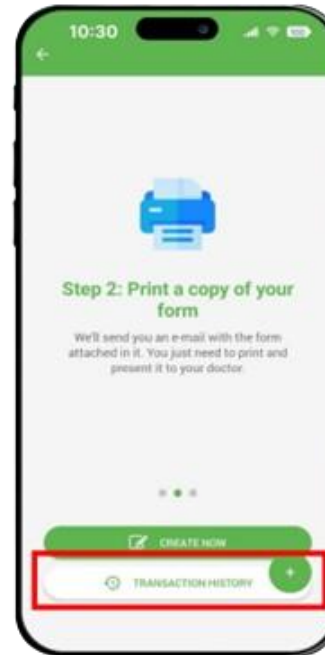 10:30
Step 2: Print a copy of your
form
We'll send you an e-mail with the form
attached in it. You just need to print and
present it to your doctor.
CREATE NOW
TRANSACTION HISTORY
+